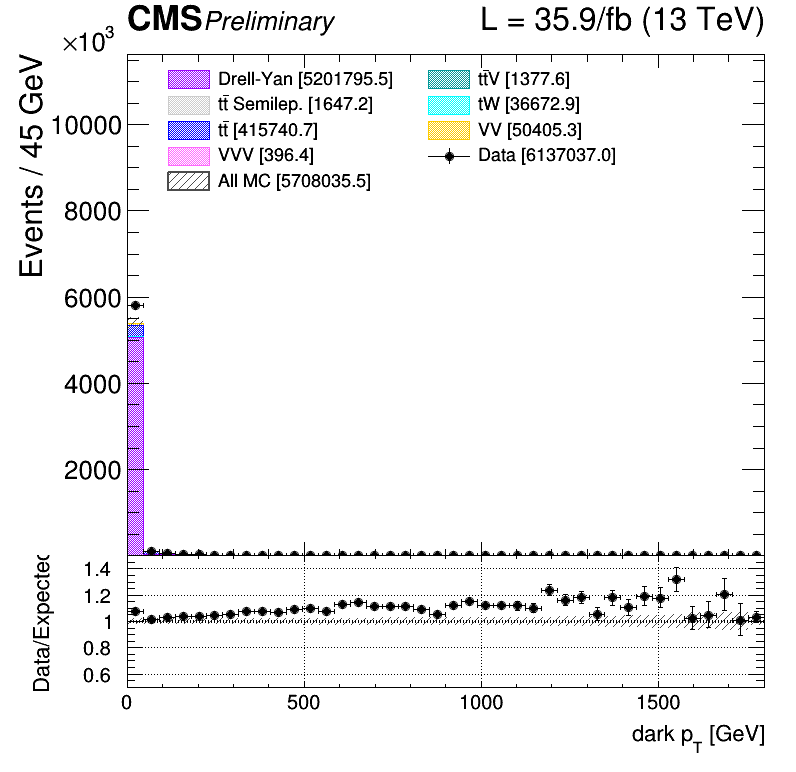 CMS Preliminary L = 35.9/fb (13 TeV)
×10³
Events / 45 GeV
Drell-Yan [5201795.5]
tt̄ Semilep. [1647.2]
tt̄ [415740.7]
VVV [396.4]
All MC [5708035.5]
tt̄V [1377.6]
tW [36672.9]
VV [50405.3]
Data [6137037.0]
10000
8000
6000
4000
2000
Data/Expected
1.4
1.2
1
0.8
0.6
0 500 1000 1500
dark p_T [GeV]